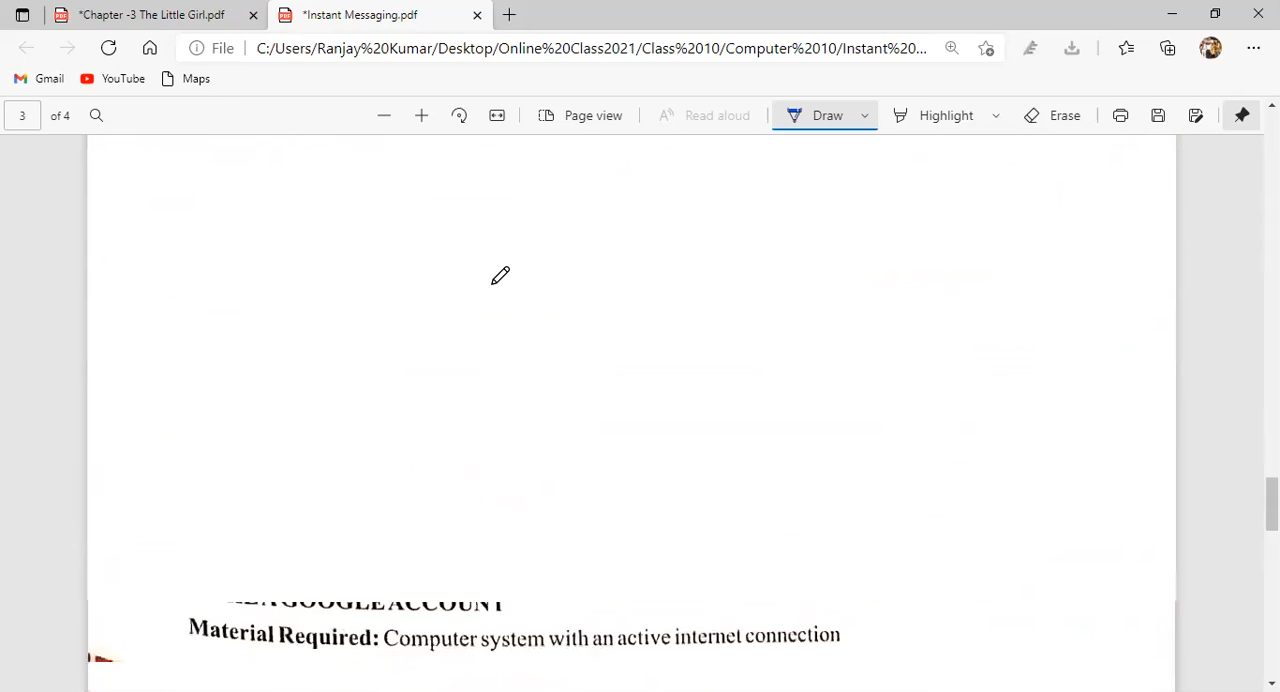 *Chapter -3 The Little Girl.pdf
*Instant Messaging.pdf
File
C:/Users/Ranjay%20Kumar/Desktop/Online%20Class2021/Class%2010/Computer%2010/Instant%20...
Gmail
YouTube
Maps
3 of 4
Page view
Read aloud
Draw
Highlight
Erase
GOOGLE ACCOUNT
Material Required: Computer system with an active internet connection